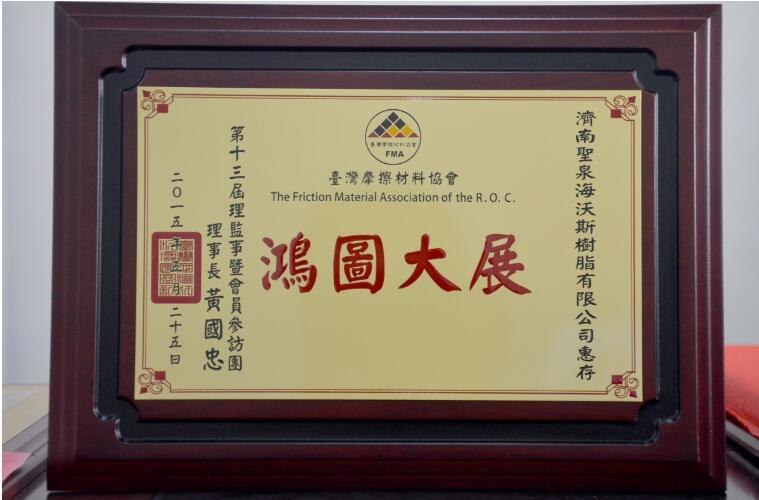 濟南聖泉海沃斯樹脂有限公司惠存
臺灣摩擦材料協會
FMA
臺灣摩擦材料協會
The Friction Material Association of the R. O. C.
鴻圖大展
第十三屆理監事暨會員參訪團
理事長 黃國忠
二〇一五年五月二十五日